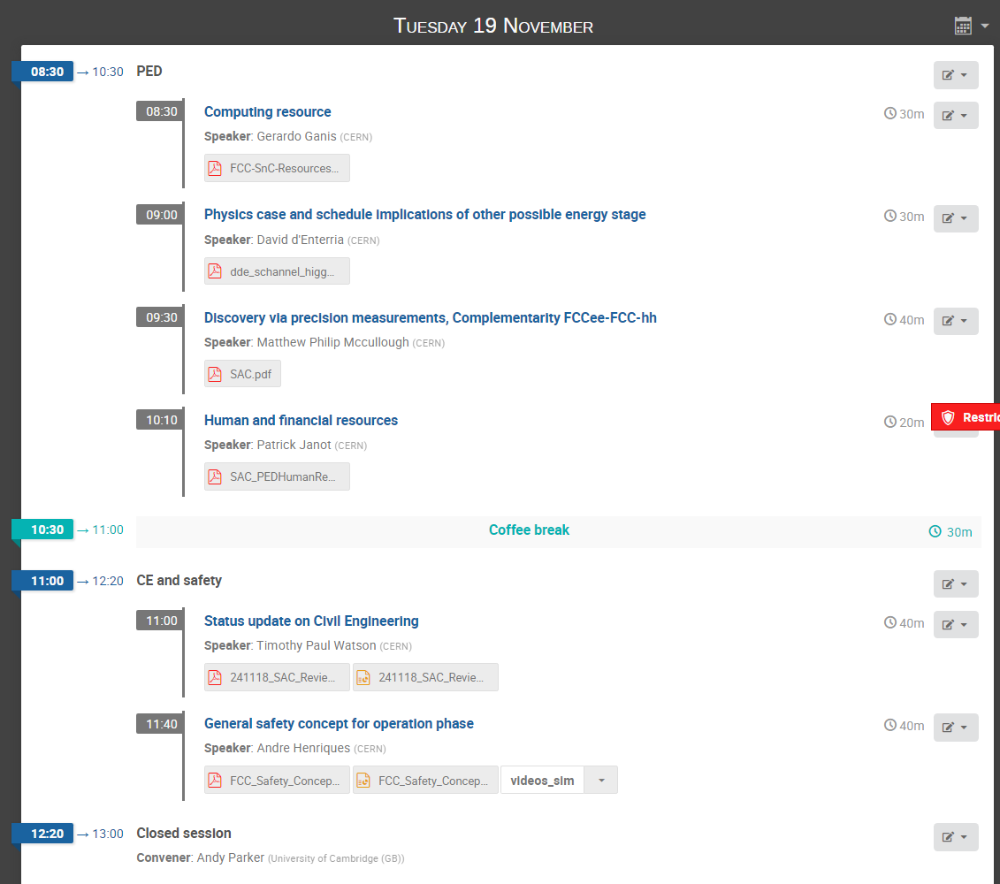 Tuesday 19 November
08:30 → 10:30 PED
08:30 Computing resource 30m
Speaker: Gerardo Ganis (CERN)
FCC-SnC-Resources...
09:00 Physics case and schedule implications of other possible energy stage 30m
Speaker: David d'Enterria (CERN)
dde_schannel_higg...
09:30 Discovery via precision measurements, Complementarity FCCee-FCC-hh 40m
Speaker: Matthew Philip Mccullough (CERN)
SAC.pdf
10:10 Human and financial resources 20m Restric
Speaker: Patrick Janot (CERN)
SAC_PEDHumanRe...
10:30 → 11:00 Coffee break 30m
11:00 → 12:20 CE and safety
11:00 Status update on Civil Engineering 40m
Speaker: Timothy Paul Watson (CERN)
241118_SAC_Revie... 241118_SAC_Revie...
11:40 General safety concept for operation phase 40m
Speaker: Andre Henriques (CERN)
FCC_Safety_Concep... FCC_Safety_Concep... videos_sim
12:20 → 13:00 Closed session
Convener: Andy Parker (University of Cambridge (GB))